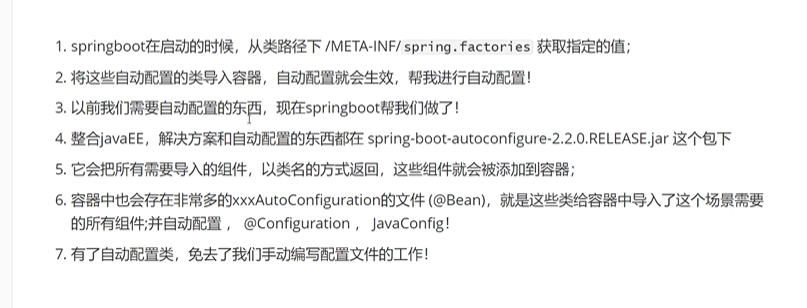 1. springboot在启动的时候，从类路径下 /META-INF/spring.factories 获取指定的值；
2. 将这些自动配置的类导入容器，自动配置就会生效，帮我进行自动配置！
3. 以前我们需要自动配置的东西，现在springboot帮我们做了！
4. 整合javaEE，解决方案和自动配置的东西都在 spring-boot-autoconfigure-2.2.0.RELEASE.jar 这个包下
5. 它会把所有需要导入的组件，以类名的方式返回，这些组件就会被添加到容器；
6. 容器中也会存在非常多的xxxAutoConfiguration的文件 (@Bean)，就是这些类给容器中导入了这个场景需要
的所有组件;并自动配置 ， @Configuration ， JavaConfig！
7. 有了自动配置类，免去了我们手动编写配置文件的工作！